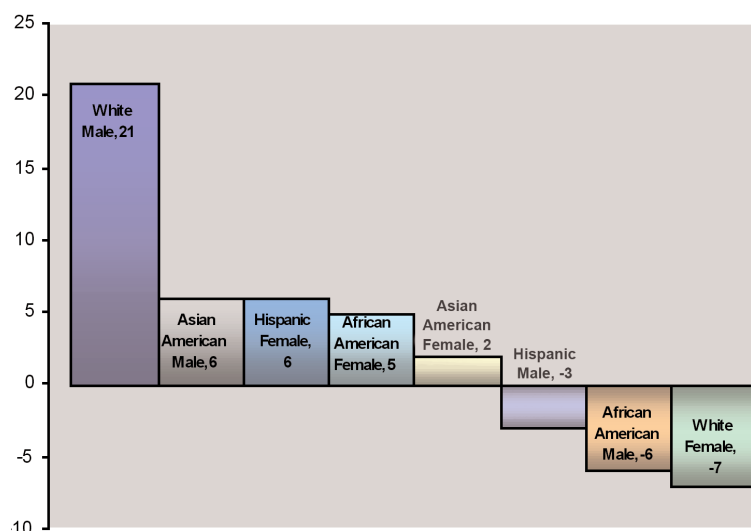 25
20
15
10
5
0
-5
-10
White
Male, 21
Asian
American
Male, 6
Hispanic
Female,
6
African
American
Female, 5
Asian
American
Female, 2
Hispanic
Male, -3
African
American
Male, -6
White
Female,
-7